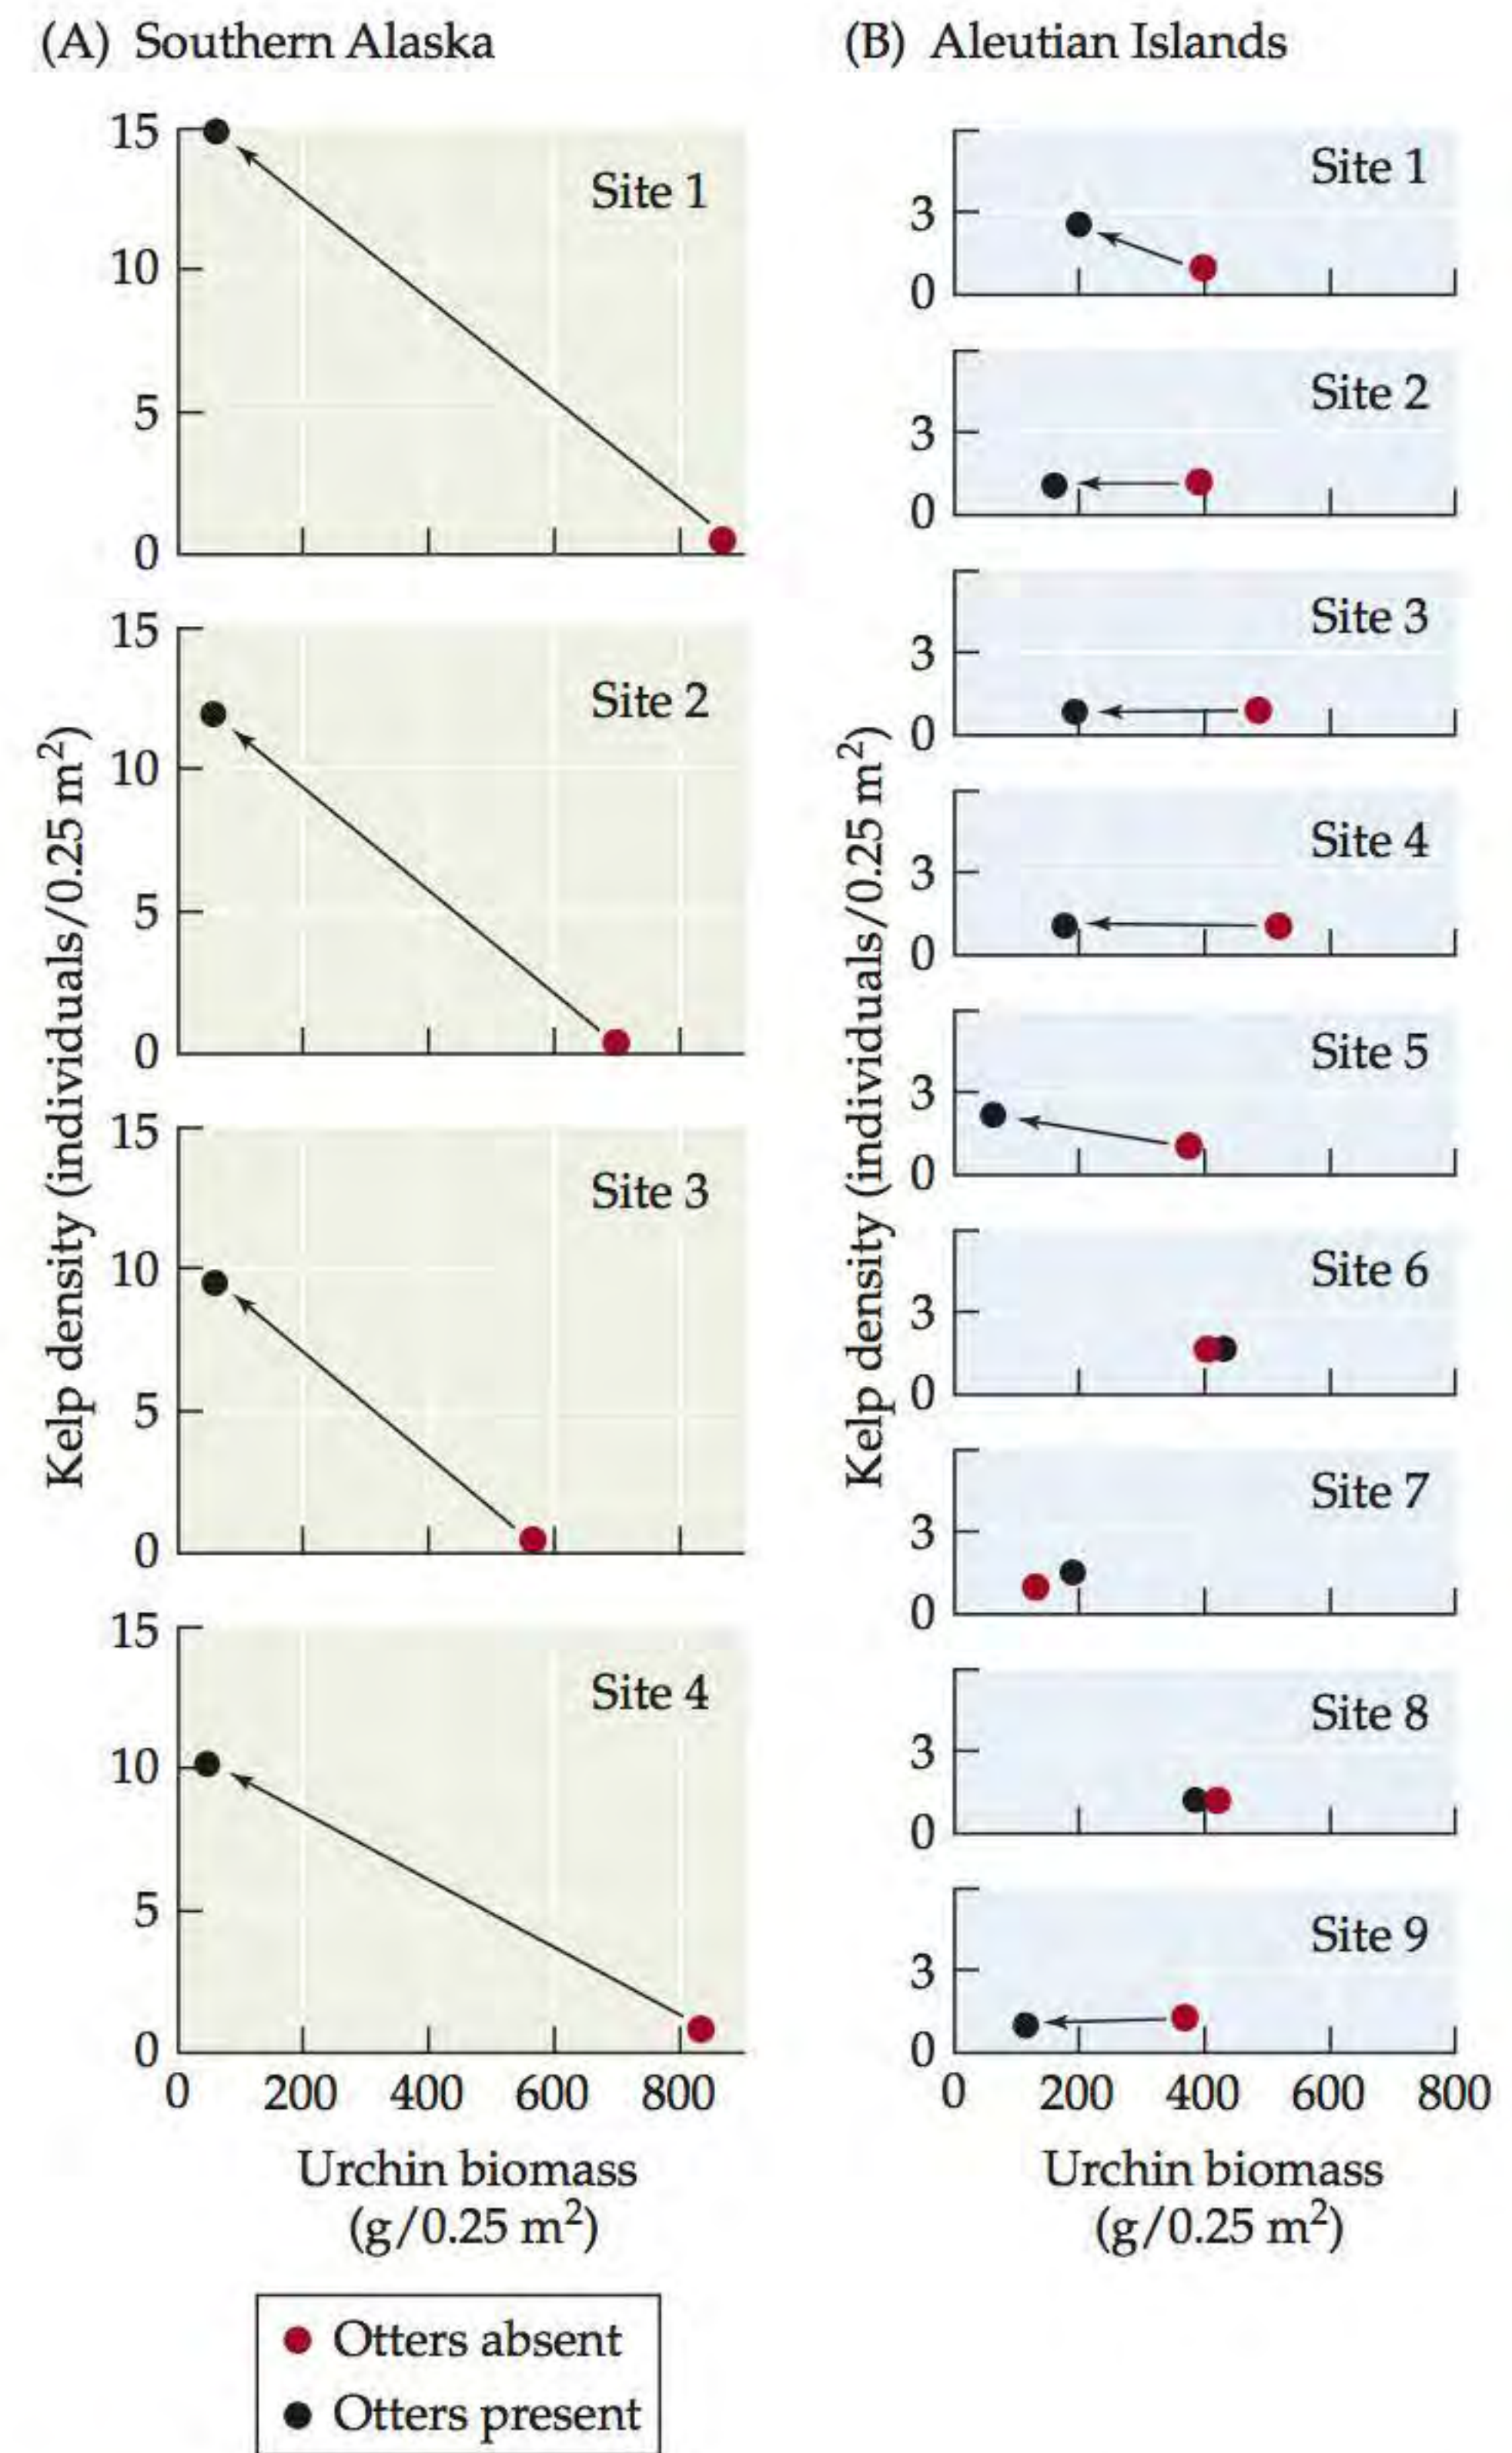 (A) Southern Alaska
15
Site 1
10
5
0
15
Site 2
10
5
0
15
Site 3
10
5
0
15
Site 4
10
5
0
0 200 400 600 800
Kelp density (individuals/0.25 m²)
Urchin biomass
(g/0.25 m²)
Otters absent
Otters present
(B) Aleutian Islands
Site 1
3
0
Site 2
3
0
Site 3
3
0
Site 4
3
0
Site 5
3
0
Site 6
3
0
Site 7
3
0
Site 8
3
0
Site 9
3
0
0 200 400 600 800
Kelp density (individuals/0.25 m²)
Urchin biomass
(g/0.25 m²)